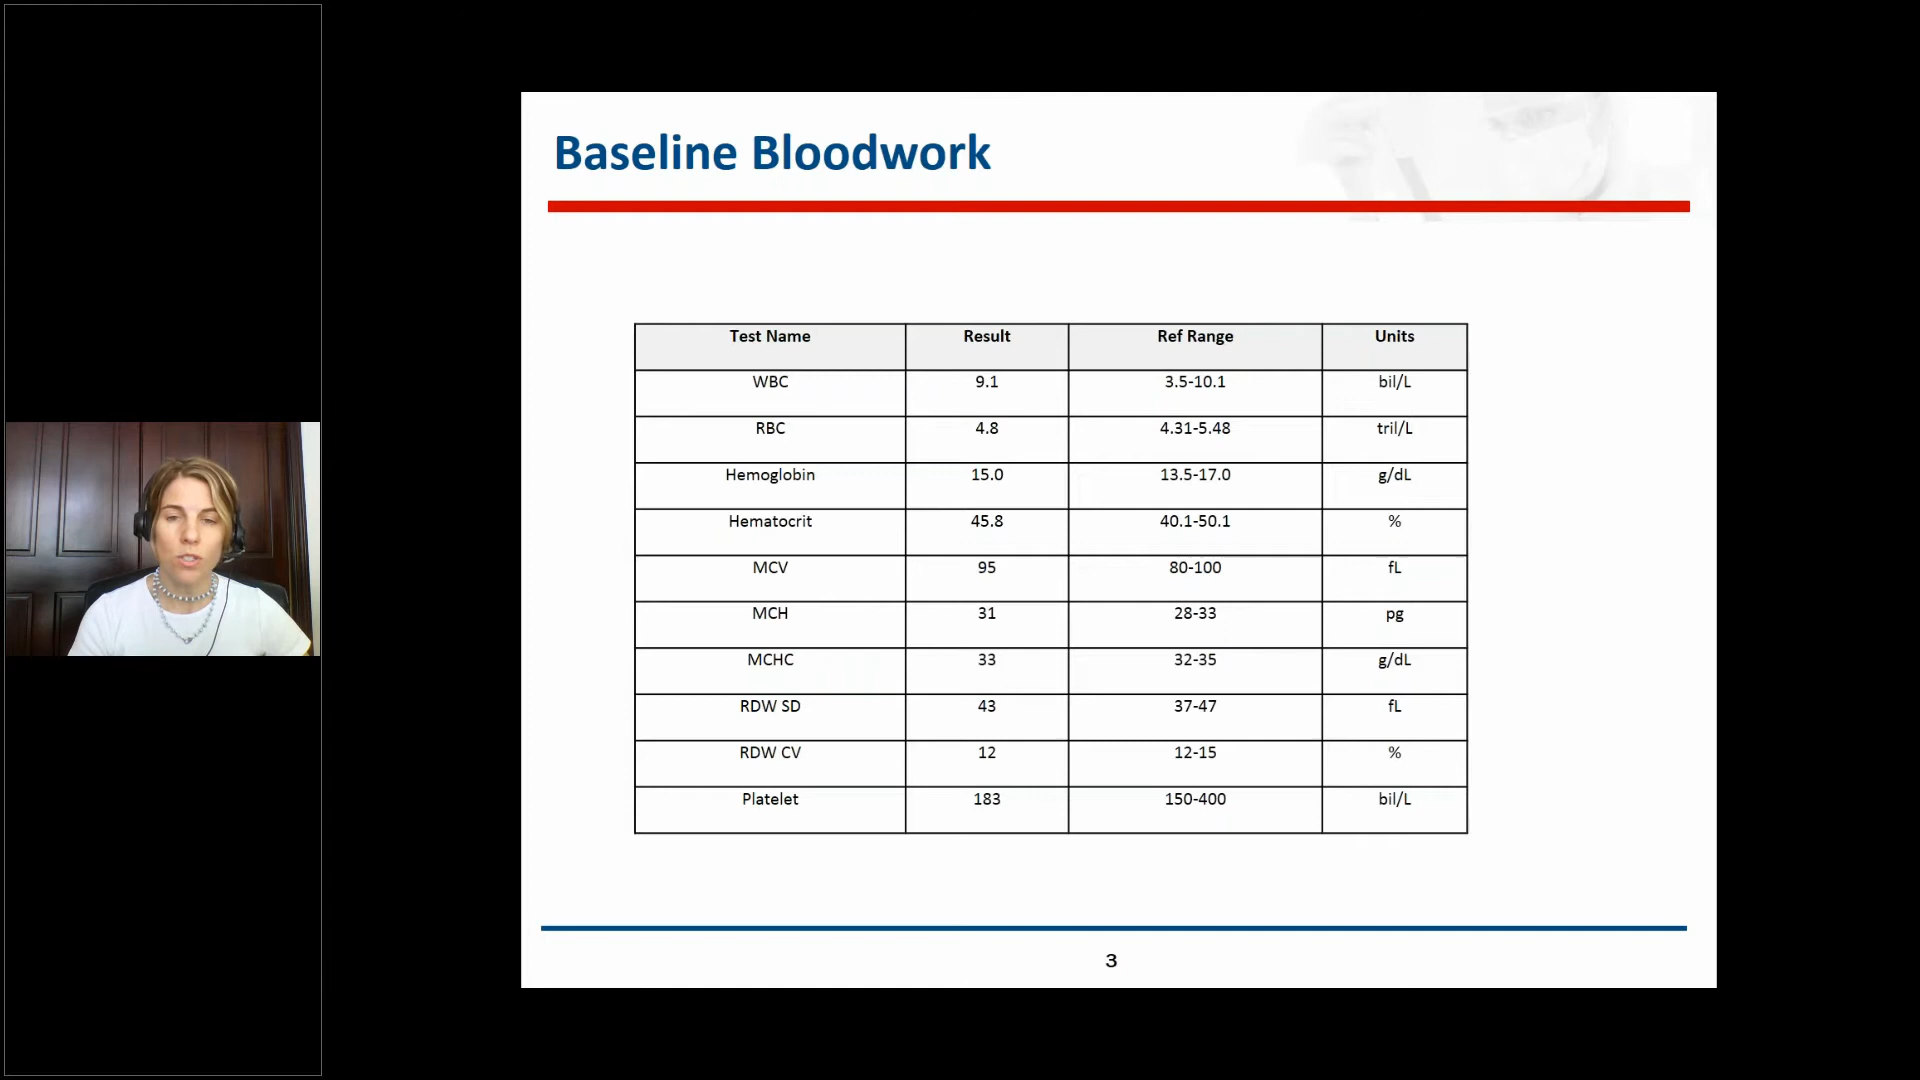 Baseline Bloodwork
Test Name Result Ref Range Units
WBC 9.1 3.5-10.1 bil/L
RBC 4.8 4.31-5.48 tril/L
Hemoglobin 15.0 13.5-17.0 g/dL
Hematocrit 45.8 40.1-50.1 %
MCV 95 80-100 fL
MCH 31 28-33 pg
MCHC 33 32-35 g/dL
RDW SD 43 37-47 fL
RDW CV 12 12-15 %
Platelet 183 150-400 bil/L
3